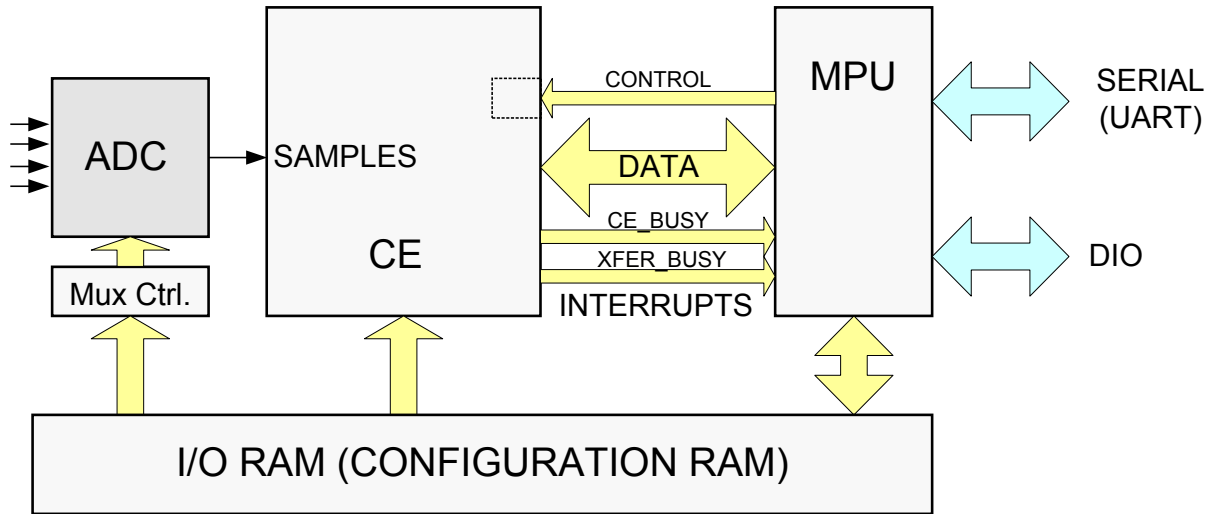 CONTROL
MPU
SERIAL
(UART)
ADC
SAMPLES
DATA
CE_BUSY
CE
XFER_BUSY
DIO
Mux Ctrl.
INTERRUPTS
I/O RAM (CONFIGURATION RAM)